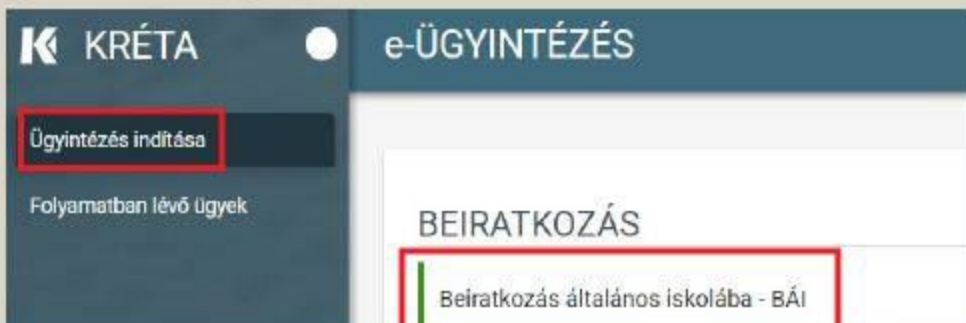 KRÉTA
e-ÜGYINTÉZÉS
Ügyintézés indítása
Folyamatban lévő ügyek
BEIRATKOZÁS
Beiratkozás általános iskolába - BÁI